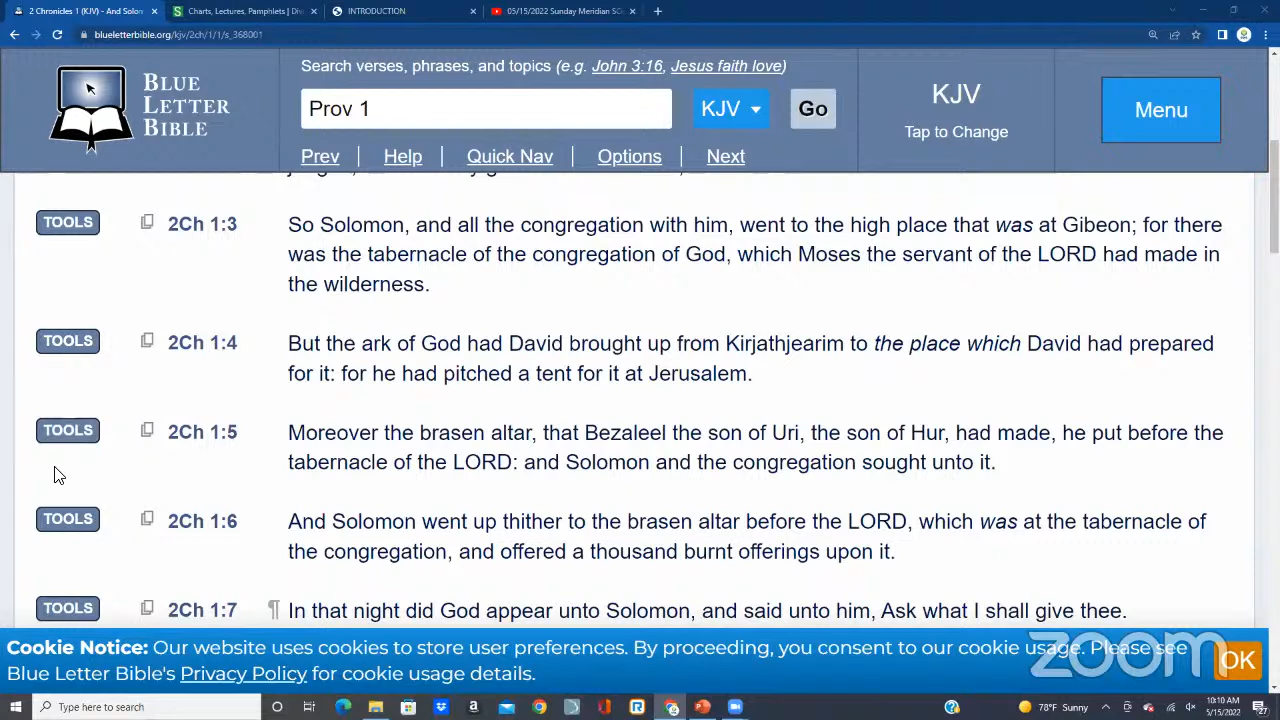 2 Chronicles 1 (KJV) - And Solom
Charts, Lectures, Pamphlets | Div
INTRODUCTION
05/15/2022 Sunday Meridian SC
blueletterbible.org/kjv/2ch/1/1/s_368001
BLUE
LETTER
BIBLE
Search verses, phrases, and topics (e.g. John 3:16, Jesus faith love)
Prov 1
KJV
Go
Prev | Help | Quick Nav | Options | Next
KJV
Tap to Change
Menu
TOOLS 2Ch 1:3 So Solomon, and all the congregation with him, went to the high place that was at Gibeon; for there
was the tabernacle of the congregation of God, which Moses the servant of the LORD had made in
the wilderness.
TOOLS 2Ch 1:4 But the ark of God had David brought up from Kirjathjearim to the place which David had prepared
for it: for he had pitched a tent for it at Jerusalem.
TOOLS 2Ch 1:5 Moreover the brasen altar, that Bezaleel the son of Uri, the son of Hur, had made, he put before the
tabernacle of the LORD: and Solomon and the congregation sought unto it.
TOOLS 2Ch 1:6 And Solomon went up thither to the brasen altar before the LORD, which was at the tabernacle of
the congregation, and offered a thousand burnt offerings upon it.
TOOLS 2Ch 1:7 ¶ In that night did God appear unto Solomon, and said unto him, Ask what I shall give thee.
Cookie Notice: Our website uses cookies to store user preferences. By proceeding, you consent to our cookie usage. Please see
Blue Letter Bible's Privacy Policy for cookie usage details.
OK
zoom
Type here to search
78°F Sunny
10:10 AM
5/15/2022
27